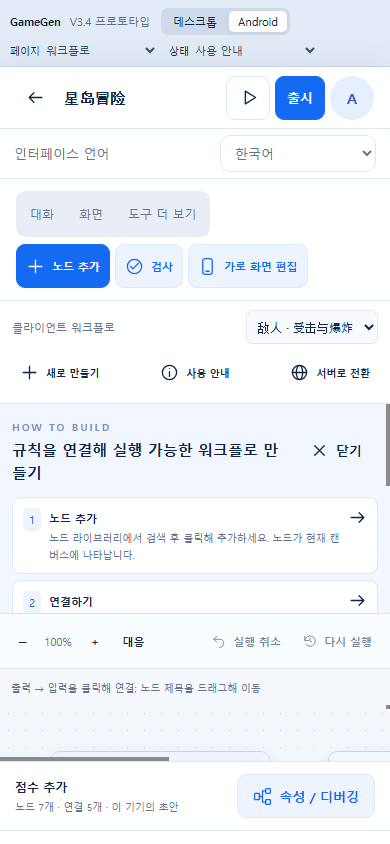 GameGen V3.4 프로토타입 데스크톱 Android
페이지 워크플로 상태 사용 안내
星岛冒险 출시 A
인터페이스 언어 한국어
대화 화면 도구 더 보기
노드 추가 검사 가로 화면 편집
클라이언트 워크플로 敌人 · 受击与爆炸
새로 만들기 사용 안내 서버로 전환
HOW TO BUILD
규칙을 연결해 실행 가능한 워크플로 만
들기
닫기
1 노드 추가
노드 라이브러리에서 검색 후 클릭해 추가하세요. 노드가 현재 캔
버스에 나타납니다.
2 연결하기
− 100% + 대응 실행 취소 다시 실행
출력 → 입력을 클릭해 연결; 노드 제목을 드래그해 이동
점수 추가
노드 7개 · 연결 5개 · 이 기기의 초안
속성 / 디버깅